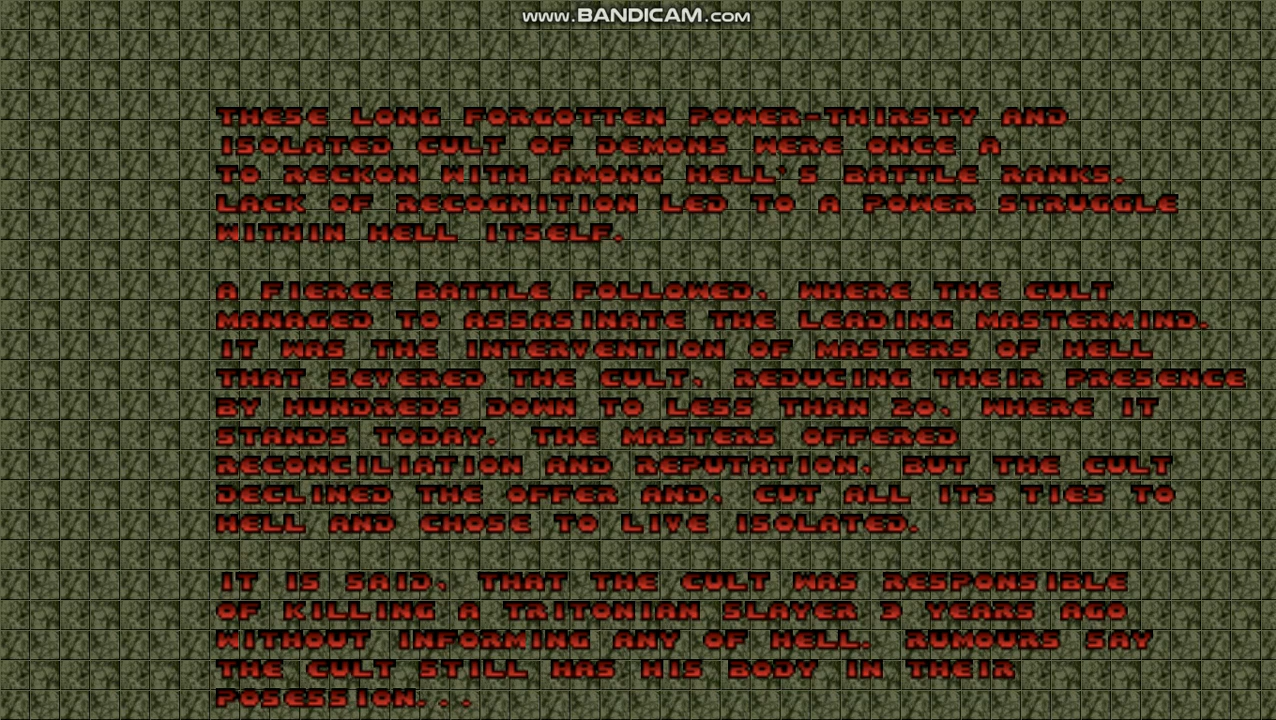 www.BANDICAM.com
THESE LONG FORGOTTEN POWER-THIRSTY AND
ISOLATED CULT OF DEMONS WERE ONCE A
TO RECKON WITH AMONG HELL'S BATTLE RANKS.
LACK OF RECOGNITION LED TO A POWER STRUGGLE
WITHIN HELL ITSELF.
A FIERCE BATTLE FOLLOWED, WHERE THE CULT
MANAGED TO ASSASINATE THE LEADING MASTERMIND.
IT WAS THE INTERVENTION OF MASTERS OF HELL
THAT SEVERED THE CULT, REDUCING THEIR PRESENCE
BY HUNDREDS DOWN TO LESS THAN 20, WHERE IT
STANDS TODAY. THE MASTERS OFFERED
RECONCILIATION AND REPUTATION, BUT THE CULT
DECLINED THE OFFER AND, CUT ALL ITS TIES TO
HELL AND CHOSE TO LIVE ISOLATED.
IT IS SAID, THAT THE CULT WAS RESPONSIBLE
OF KILLING A TRITONIAN SLAYER 3 YEARS AGO
WITHOUT INFORMING ANY OF HELL. RUMOURS SAY
THE CULT STILL HAS HIS BODY IN THEIR
POSESSION...